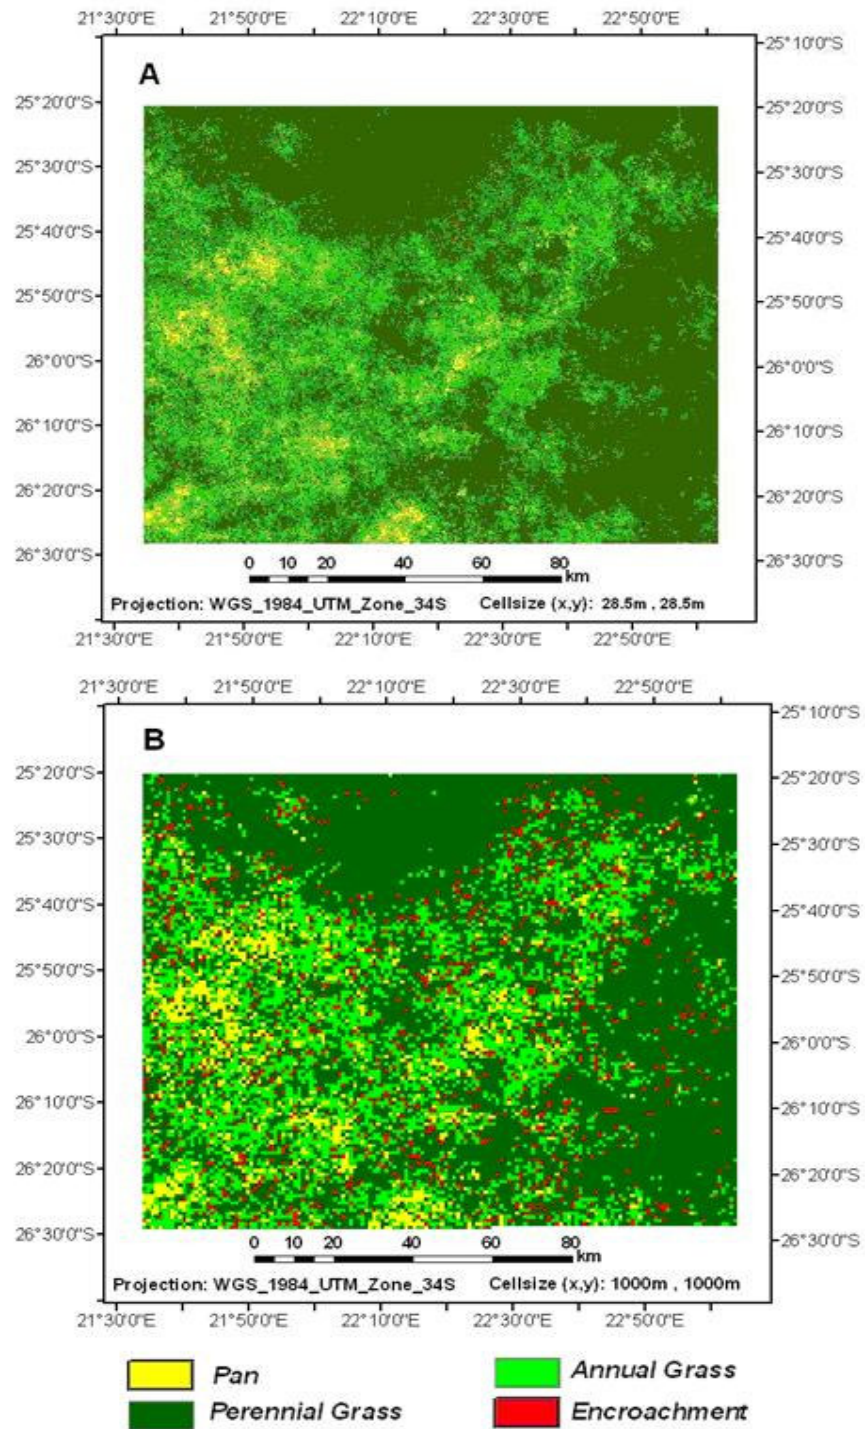 21°30'0"E 21°50'0"E 22°10'0"E 22°30'0"E 22°50'0"E
25°10'0"S
A
25°20'0"S 25°20'0"S
25°30'0"S 25°30'0"S
25°40'0"S 25°40'0"S
25°50'0"S 25°50'0"S
26°0'0"S 26°0'0"S
26°10'0"S 26°10'0"S
26°20'0"S 26°20'0"S
26°30'0"S 26°30'0"S
0 10 20 40 60 80
km
Projection: WGS_1984_UTM_Zone_34S Cellsize (x,y): 28.5m , 28.5m
21°30'0"E 21°50'0"E 22°10'0"E 22°30'0"E 22°50'0"E
21°30'0"E 21°50'0"E 22°10'0"E 22°30'0"E 22°50'0"E
25°10'0"S
B
25°20'0"S 25°20'0"S
25°30'0"S 25°30'0"S
25°40'0"S 25°40'0"S
25°50'0"S 25°50'0"S
26°0'0"S 26°0'0"S
26°10'0"S 26°10'0"S
26°20'0"S 26°20'0"S
26°30'0"S 26°30'0"S
0 10 20 40 60 80
km
Projection: WGS_1984_UTM_Zone_34S Cellsize (x,y): 1000m , 1000m
21°30'0"E 21°50'0"E 22°10'0"E 22°30'0"E 22°50'0"E
Pan Annual Grass
Perennial Grass Encroachment